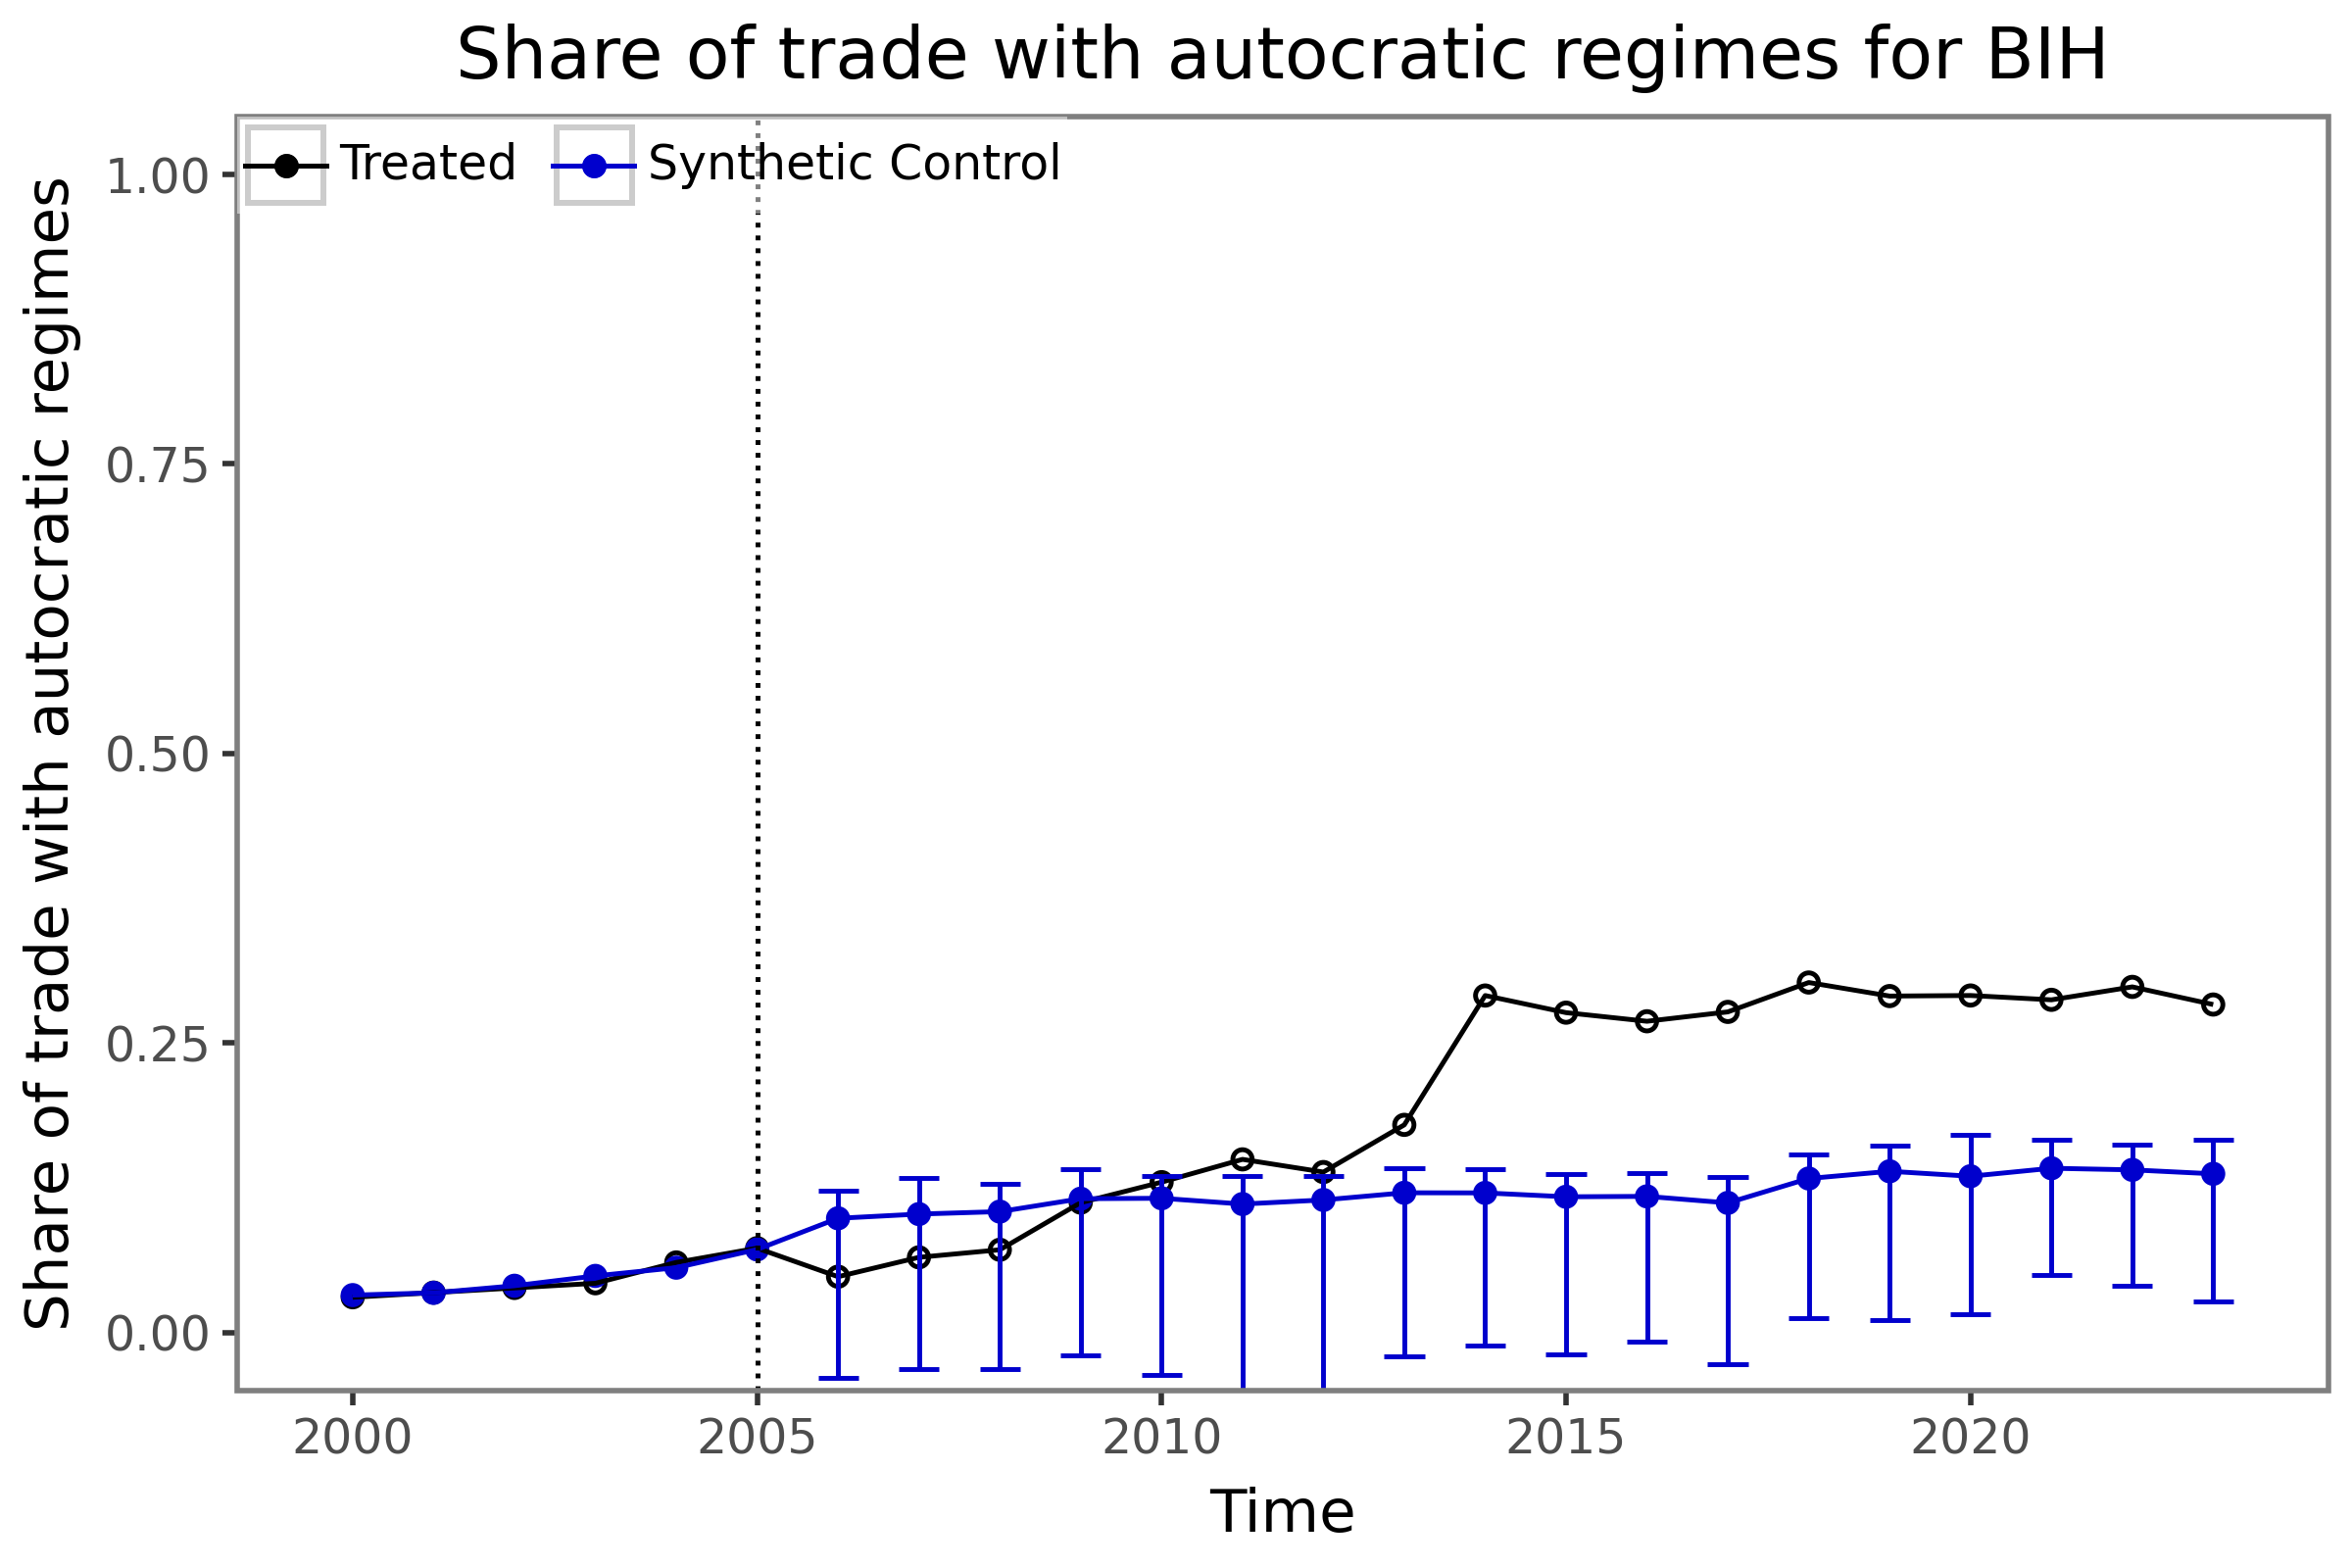 Share of trade with autocratic regimes for BIH
Treated
Synthetic Control
Share of trade with autocratic regimes
1.00
0.75
0.50
0.25
0.00
2000
2005
2010
2015
2020
Time